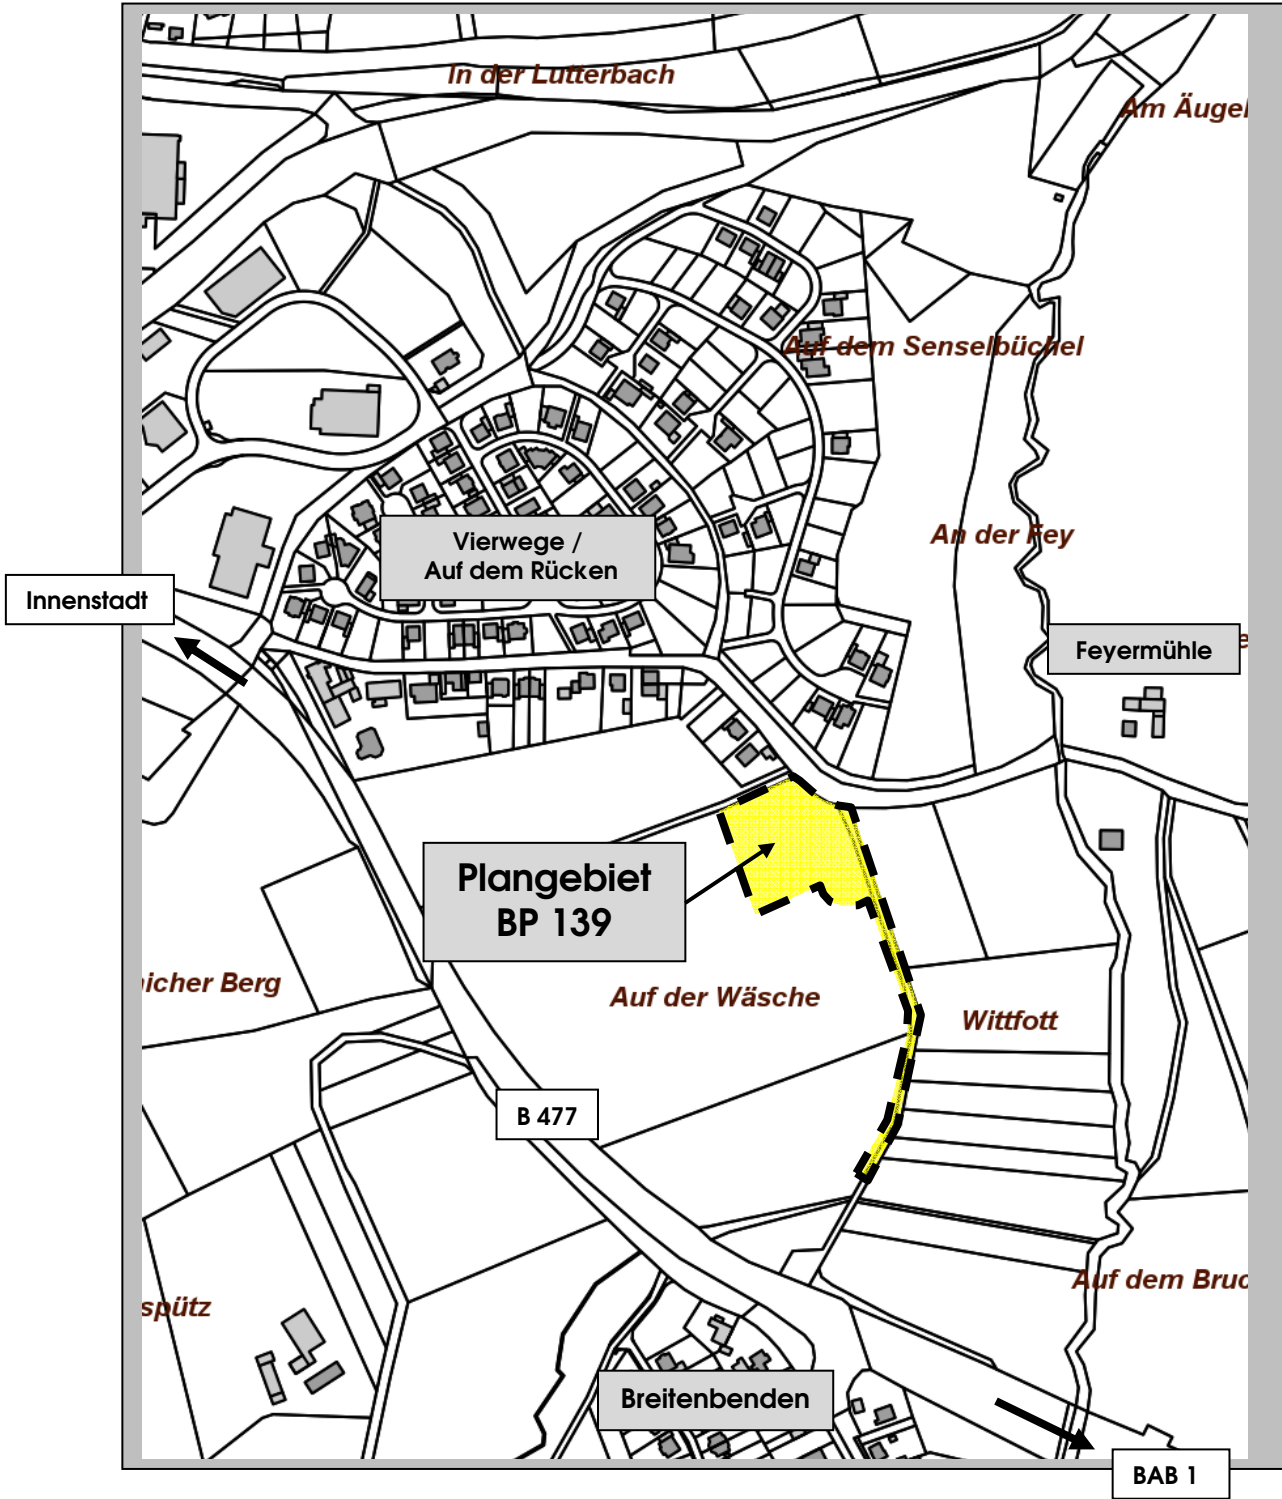 In der Lutterbach
Am Äugel
Auf dem Senselbüchel
Vierwege /
Auf dem Rücken
An der Fey
Innenstadt
Feyermühle
e
Plangebiet
BP 139
icher Berg
Auf der Wäsche
Wittfott
B 477
spütz
Auf dem Bruc
Breitenbenden
BAB 1